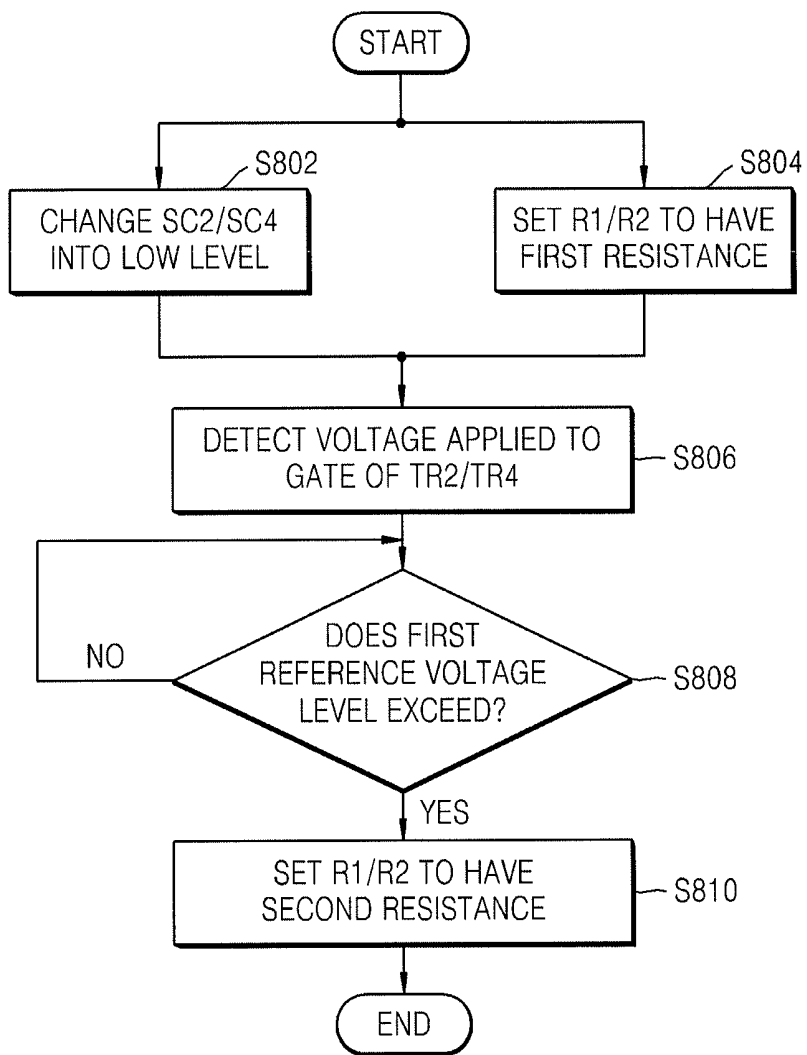 START
S802
CHANGE SC2/SC4
INTO LOW LEVEL
S804
SET R1/R2 TO HAVE
FIRST RESISTANCE
DETECT VOLTAGE APPLIED TO
GATE OF TR2/TR4
S806
NO
DOES FIRST
REFERENCE VOLTAGE
LEVEL EXCEED?
S808
YES
SET R1/R2 TO HAVE
SECOND RESISTANCE
S810
END